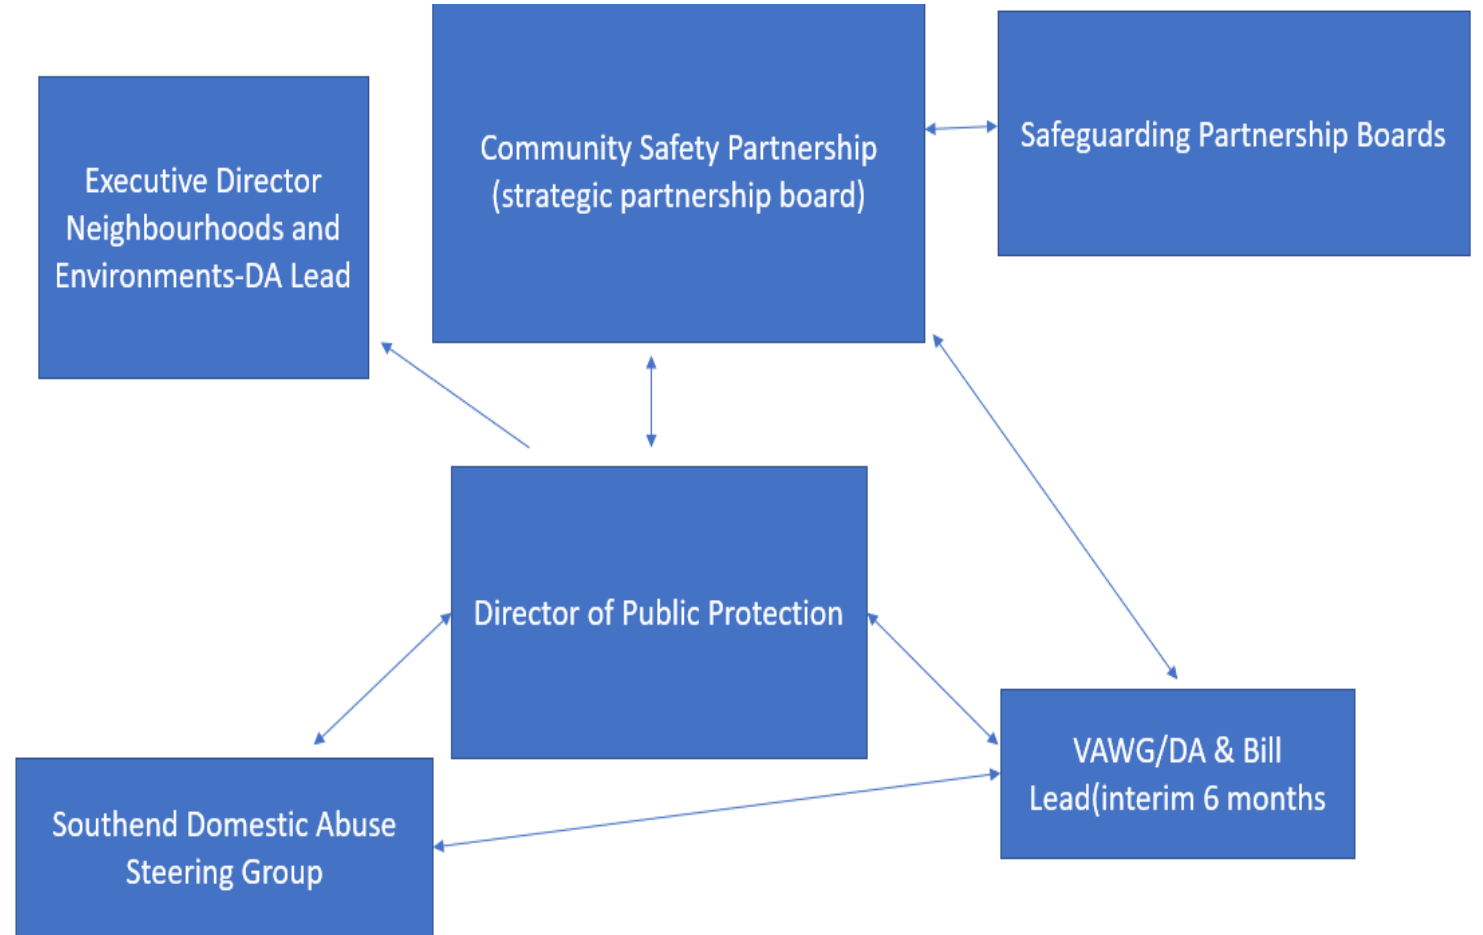 Executive Director
Neighbourhoods and
Environments-DA Lead
Community Safety Partnership
(strategic partnership board)
Safeguarding Partnership Boards
Director of Public Protection
Southend Domestic Abuse
Steering Group
VAWG/DA & Bill
Lead(interim 6 months